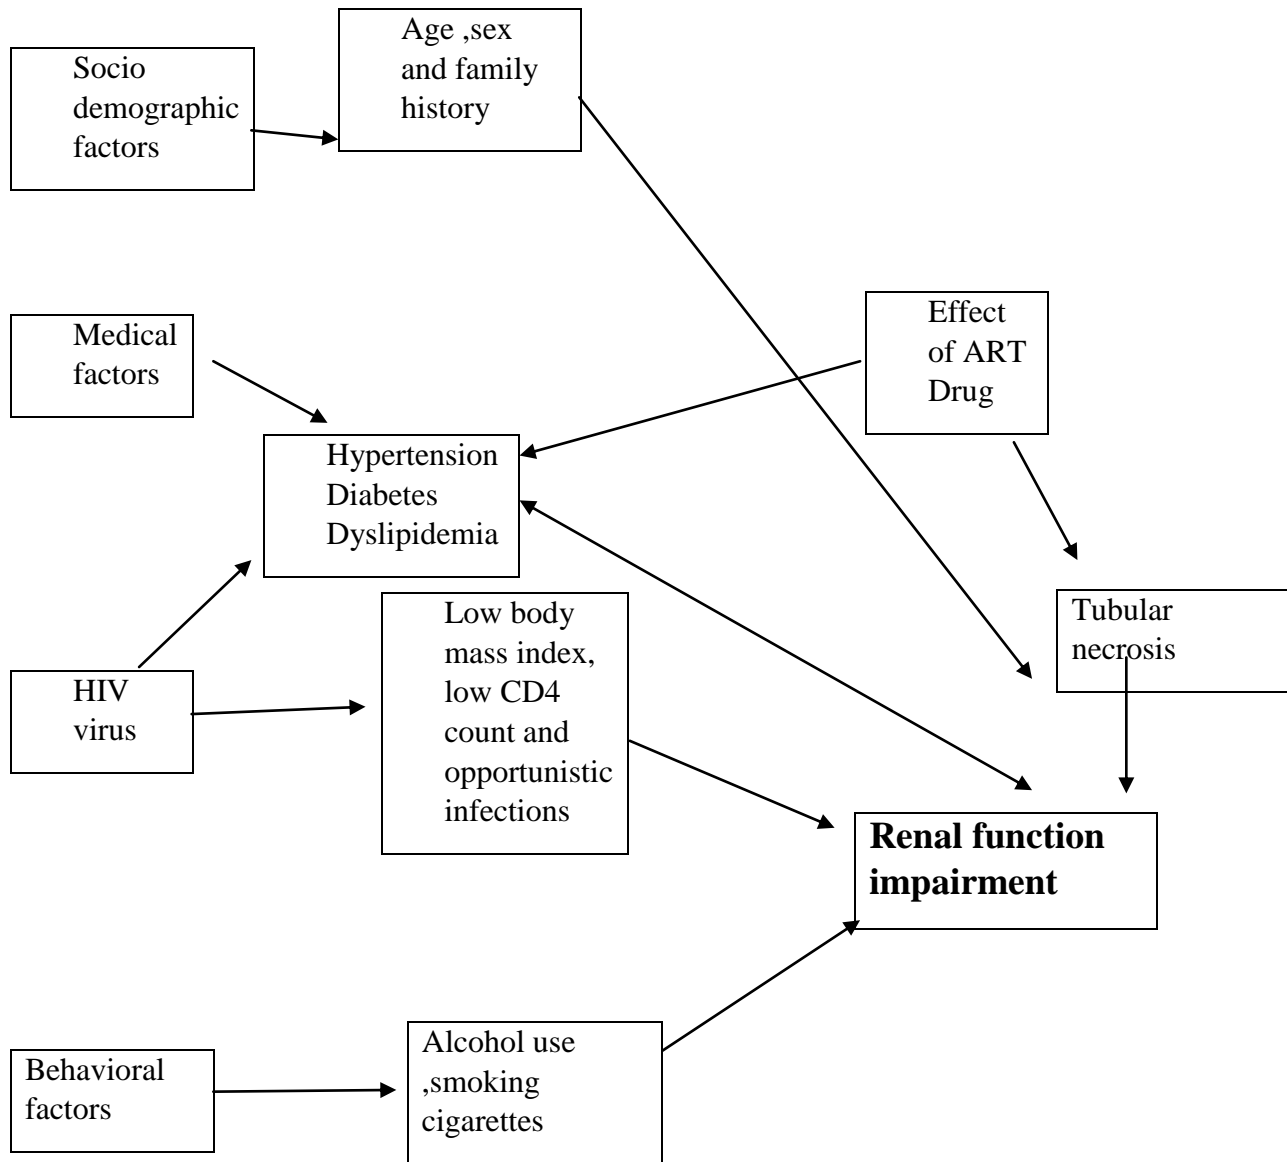 Age ,sex
and family
history
Socio
demographic
factors
Effect
of ART
Drug
Medical
factors
Hypertension
Diabetes
Dyslipidemia
Low body
mass index,
low CD4
count and
opportunistic
infections
Tubular
necrosis
HIV
virus
Renal function
impairment
Alcohol use
,smoking
cigarettes
Behavioral
factors